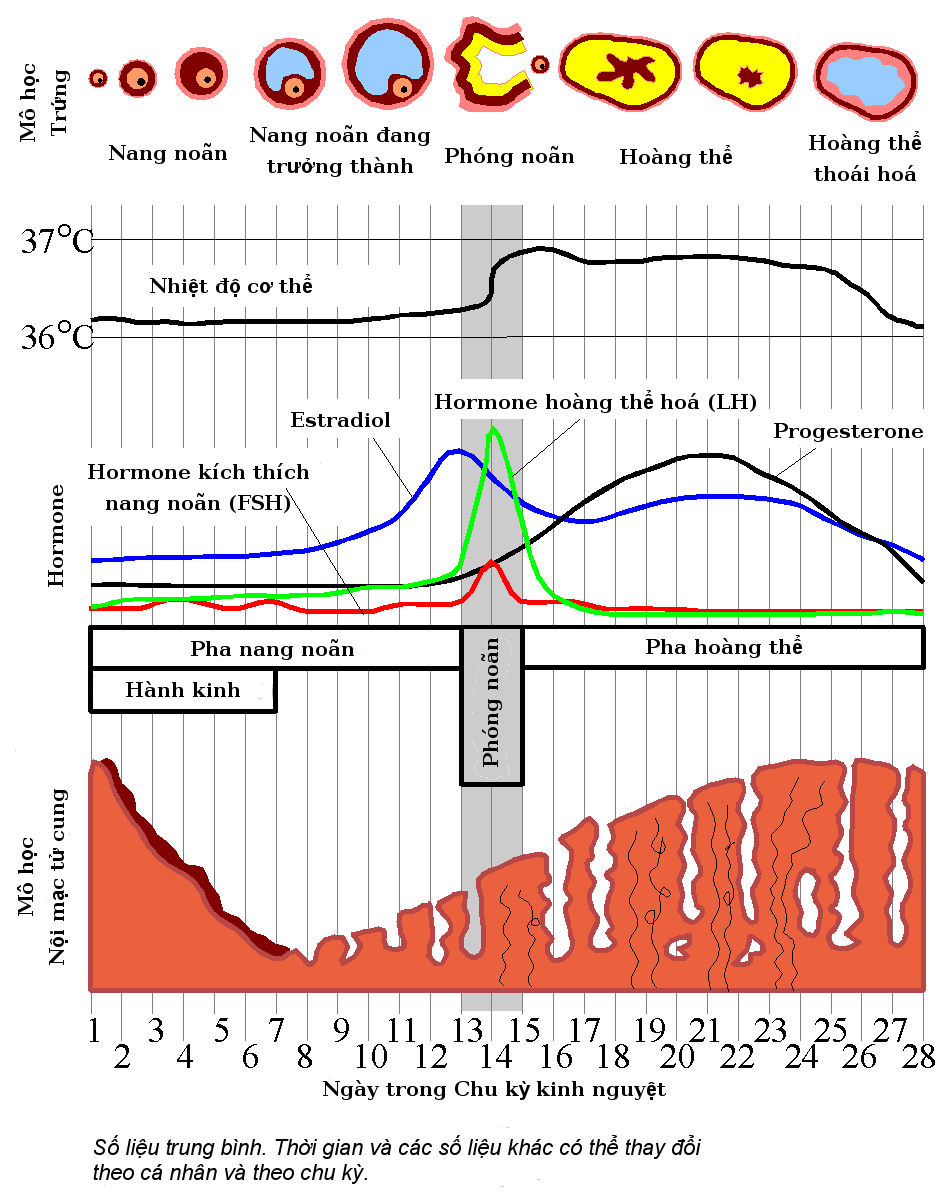 Mô học
Trứng
Nang noãn
Nang noãn đang
trưởng thành
Phóng noãn
Hoàng thể
Hoàng thể
thoái hoá
37°C
Nhiệt độ cơ thể
36°C
Hormone
Hormone hoàng thể hoá (LH)
Estradiol
Progesterone
Hormone kích thích
nang noãn (FSH)
Pha nang noãn
Phóng noãn
Pha hoàng thể
Hành kinh
Mô học
Nội mạc tử cung
1 3 5 7 9 11 13 15 17 19 21 23 25 27
2 4 6 8 10 12 14 16 18 20 22 24 26 28
Ngày trong Chu kỳ kinh nguyệt
Số liệu trung bình. Thời gian và các số liệu khác có thể thay đổi
theo cá nhân và theo chu kỳ.